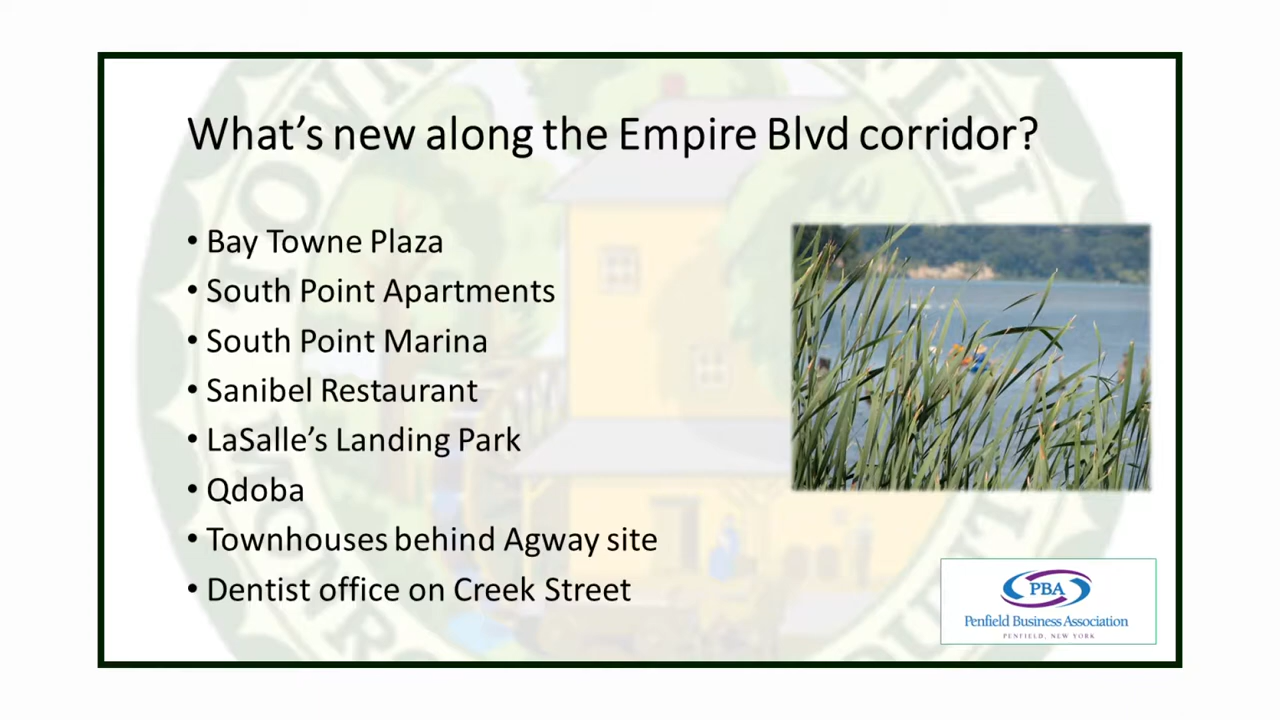 What's new along the Empire Blvd corridor?
• Bay Towne Plaza
• South Point Apartments
• South Point Marina
• Sanibel Restaurant
• LaSalle's Landing Park
• Qdoba
• Townhouses behind Agway site
• Dentist office on Creek Street
PBA
Penfield Business Association
PENFIELD, NEW YORK